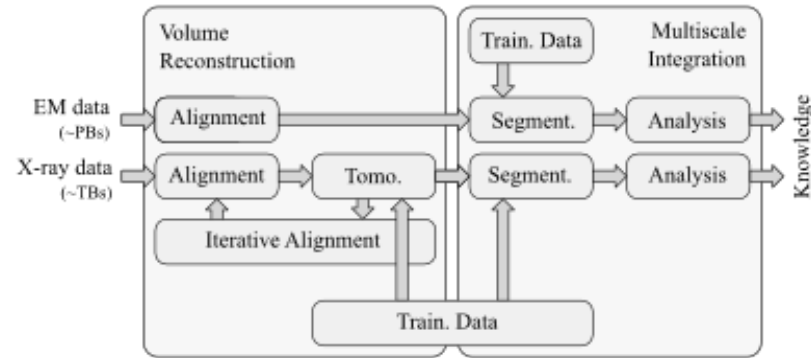 Volume
Reconstruction
Multiscale
Integration
Train. Data
EM data
(~PBs)
Alignment
Segment.
Analysis
X-ray data
(~TBs)
Alignment
Tomo.
Segment.
Analysis
Knowledge
Iterative Alignment
Train. Data